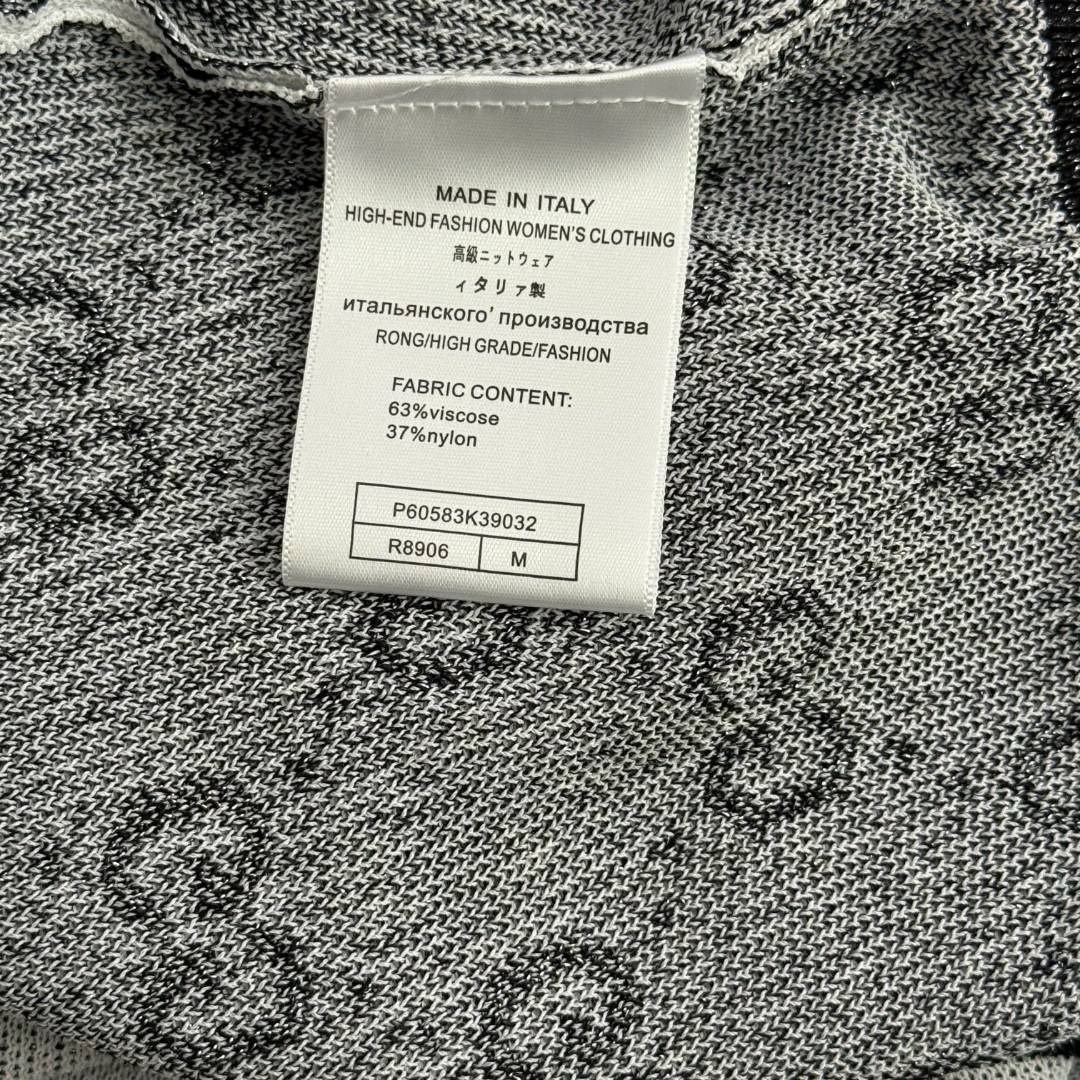 MADE IN ITALY
HIGH-END FASHION WOMEN'S CLOTHING
高級ニットウェア
ィタリァ製
итальянского' производства
RONG/HIGH GRADE/FASHION
FABRIC CONTENT:
63%viscose
37%nylon
P60583K39032
R8906 M